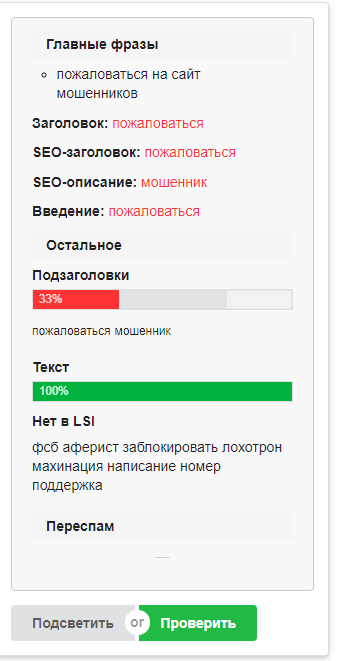 Главные фразы
пожаловаться на сайт
мошенников
Заголовок: пожаловаться
SEO-заголовок: пожаловаться
SEO-описание: мошенник
Введение: пожаловаться
Остальное
Подзаголовки
33%
пожаловаться мошенник
Текст
100%
Нет в LSI
фсб аферист заблокировать лохотрон
махинация написание номер
поддержка
Переспам
—
Подсветить or Проверить